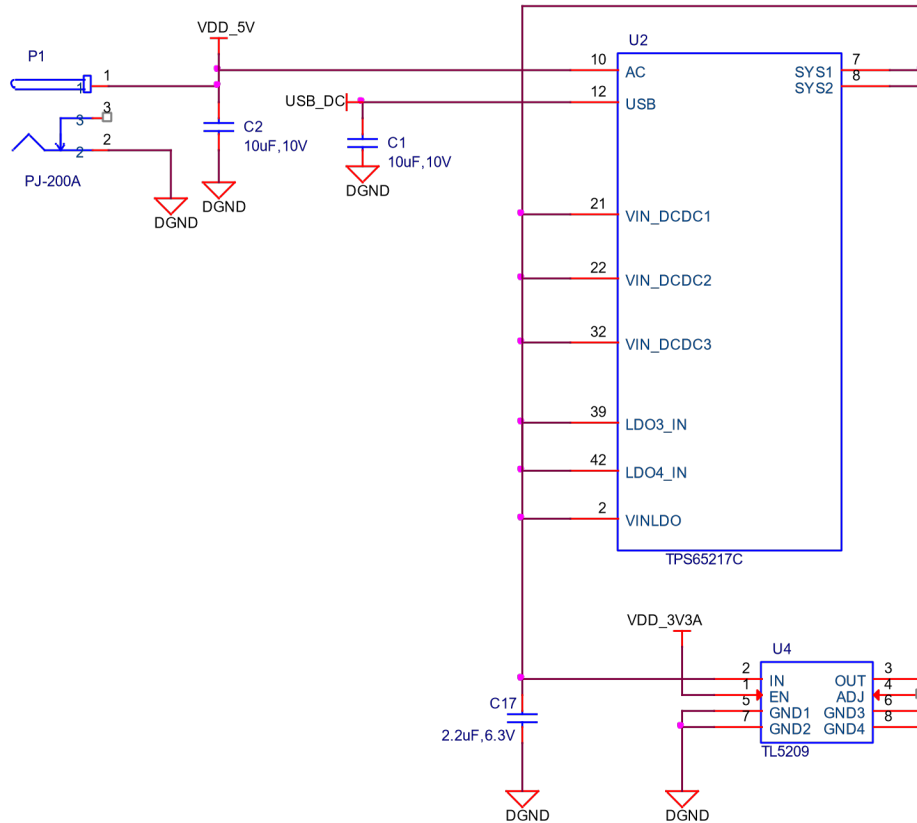 VDD_5V
P1
1
1
3
3
2
2
PJ-200A
DGND
C2
10uF,10V
DGND
USB_DC
C1
10uF,10V
DGND
U2
10
AC
12
USB
SYS1
7
SYS2
8
21
VIN_DCDC1
22
VIN_DCDC2
32
VIN_DCDC3
39
LDO3_IN
42
LDO4_IN
2
VINLDO
TPS65217C
VDD_3V3A
U4
2
IN
OUT
3
1
EN
ADJ
4
5
GND1
GND3
6
7
GND2
GND4
8
TL5209
C17
2.2uF,6.3V
DGND
DGND